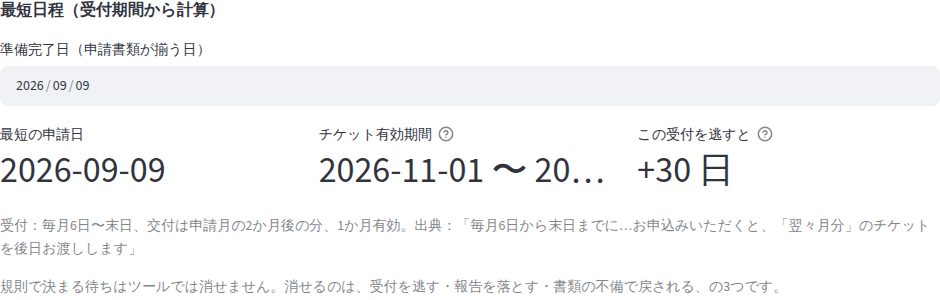 最短日程（受付期間から計算）
準備完了日（申請書類が揃う日）
2026/09/09
最短の申請日
チケット有効期間
この受付を逃すと
2026-09-09
2026-11-01 〜 20…
+30 日
受付：毎月6日〜末日、交付は申請月の2か月後の分、1か月有効。出典：「毎月6日から末日までに…お申込みいただくと、「翌々月分」のチケット
を後日お渡しします」
規則で決まる待ちはツールでは消せません。消せるのは、受付を逃す・報告を落とす・書類の不備で戻される、の3つです。